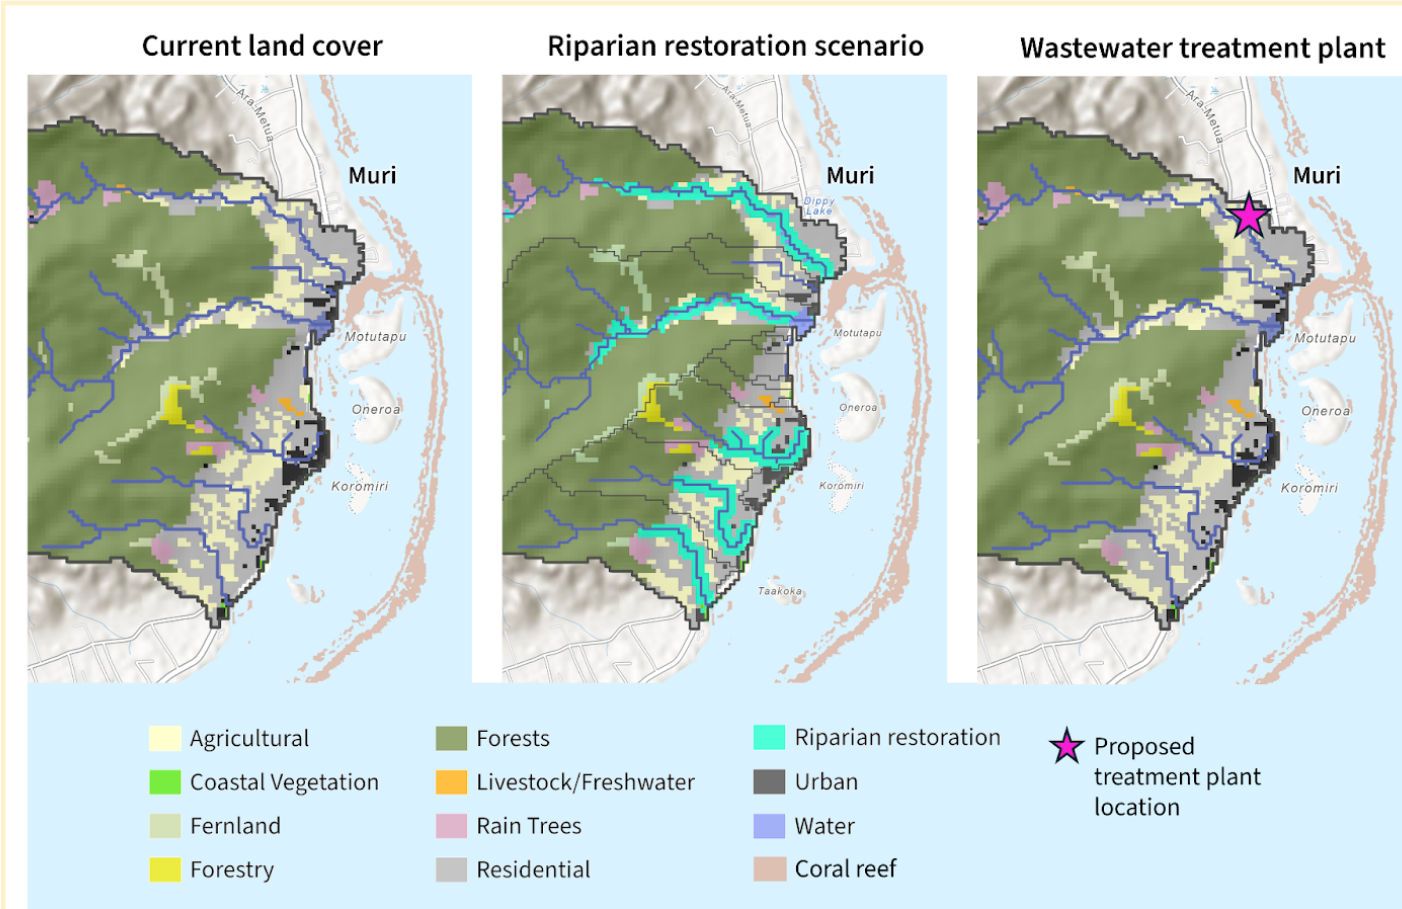 Current land cover
Riparian restoration scenario
Wastewater treatment plant
Ara-Metua
Muri
Motutapu
Oneroa
Koromiri
Ara-Metua
Muri
Dippy
Lake
Motutapu
Oneroa
Koromiri
Taakoka
Ara-Metua
Muri
Motutapu
Oneroa
Koromiri
Agricultural
Coastal Vegetation
Fernland
Forestry
Forests
Livestock/Freshwater
Rain Trees
Residential
Riparian restoration
Urban
Water
Coral reef
Proposed
treatment plant
location